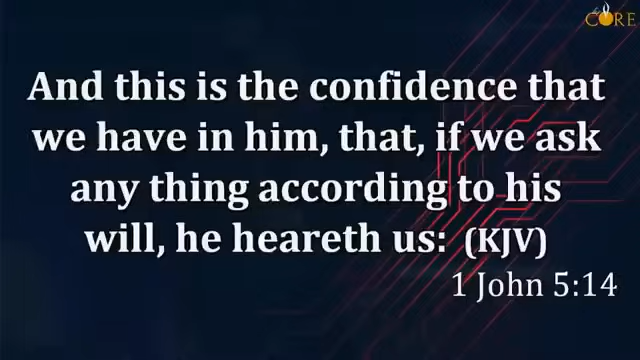 the
CORE
And this is the confidence that
we have in him, that, if we ask
any thing according to his
will, he heareth us: (KJV)
1 John 5:14